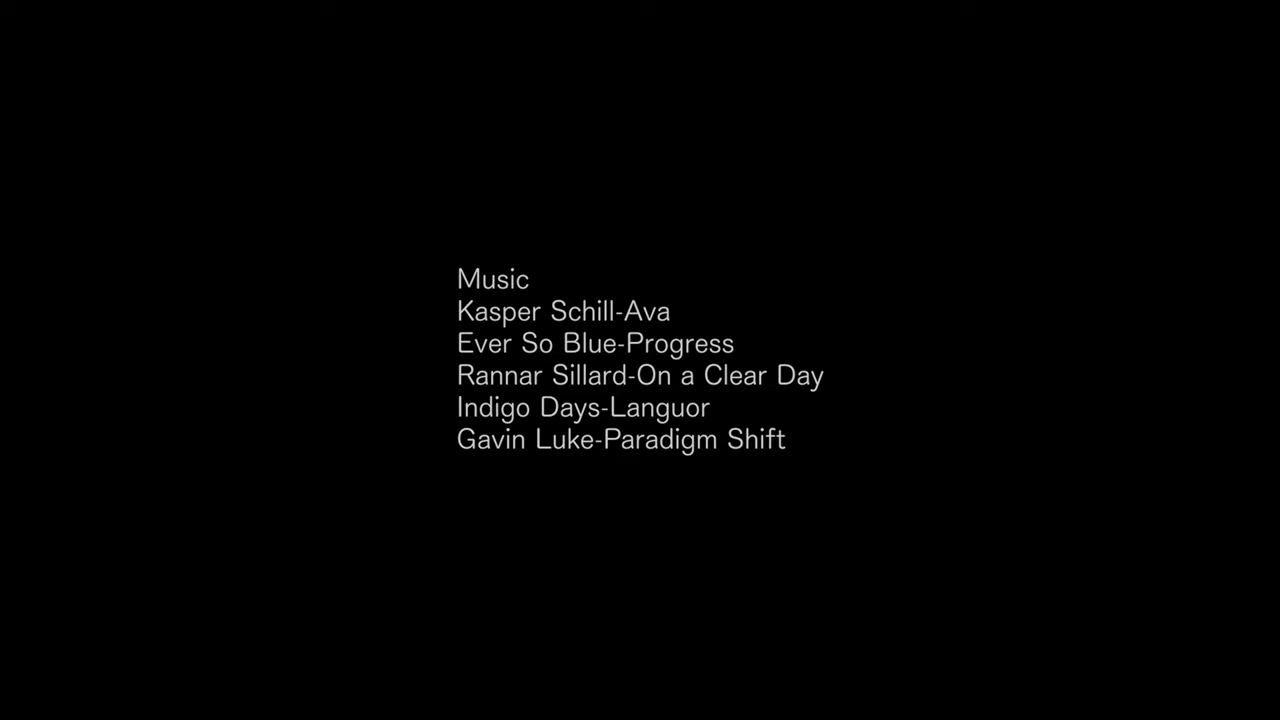 Music
Kasper Schill-Ava
Ever So Blue-Progress
Rannar Sillard-On a Clear Day
Indigo Days-Languor
Gavin Luke-Paradigm Shift